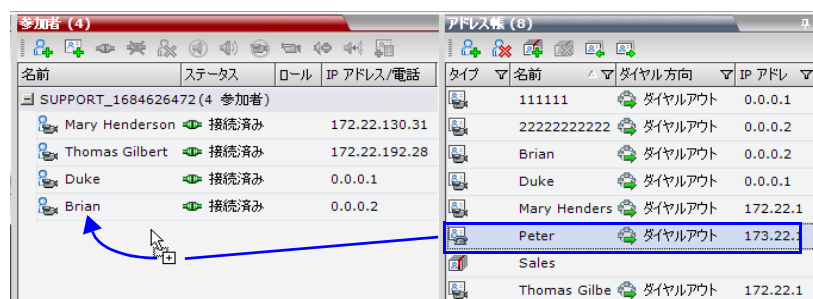 参加者 (4)
名前 ステータス ロール IP アドレス/電話
SUPPORT_1684626472 (4 参加者)
Mary Henderson 接続済み 172.22.130.31
Thomas Gilbert 接続済み 172.22.192.28
Duke 接続済み 0.0.0.1
Brian 接続済み 0.0.0.2
アドレス帳 (8)
タイプ 名前 ダイヤル方向 IP アドレ
111111 ダイヤルアウト 0.0.0.1
22222222222 ダイヤルアウト 0.0.0.2
Brian ダイヤルアウト 0.0.0.2
Duke ダイヤルアウト 0.0.0.1
Mary Henders ダイヤルアウト 172.22.1
Peter ダイヤルアウト 173.22.1
Sales
Thomas Gilbe ダイヤルアウト 172.22.1